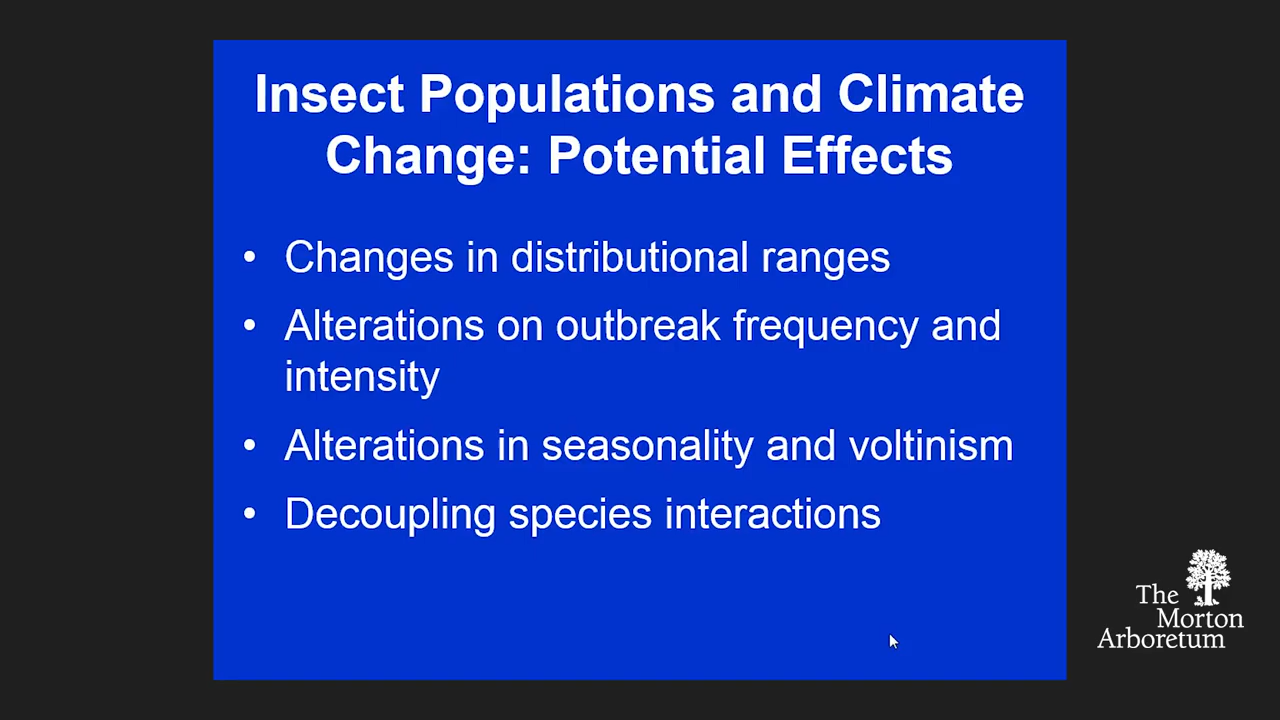 Insect Populations and Climate
Change: Potential Effects
• Changes in distributional ranges
• Alterations on outbreak frequency and
intensity
• Alterations in seasonality and voltinism
• Decoupling species interactions
The
Morton
Arboretum